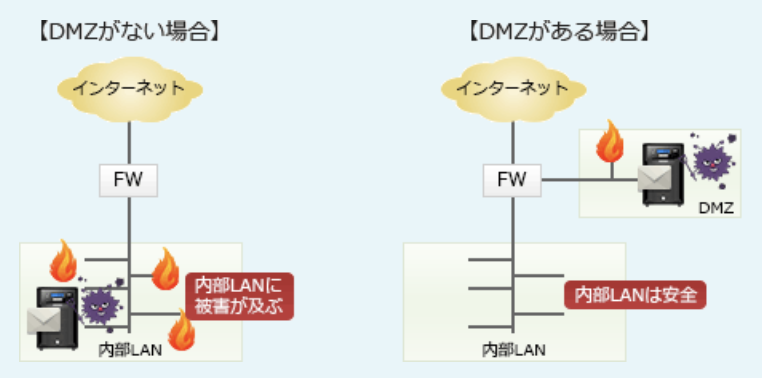 【DMZがない場合】
インターネット
FW
内部LANに
被害が及ぶ
内部LAN
【DMZがある場合】
インターネット
FW
DMZ
内部LANは安全
内部LAN